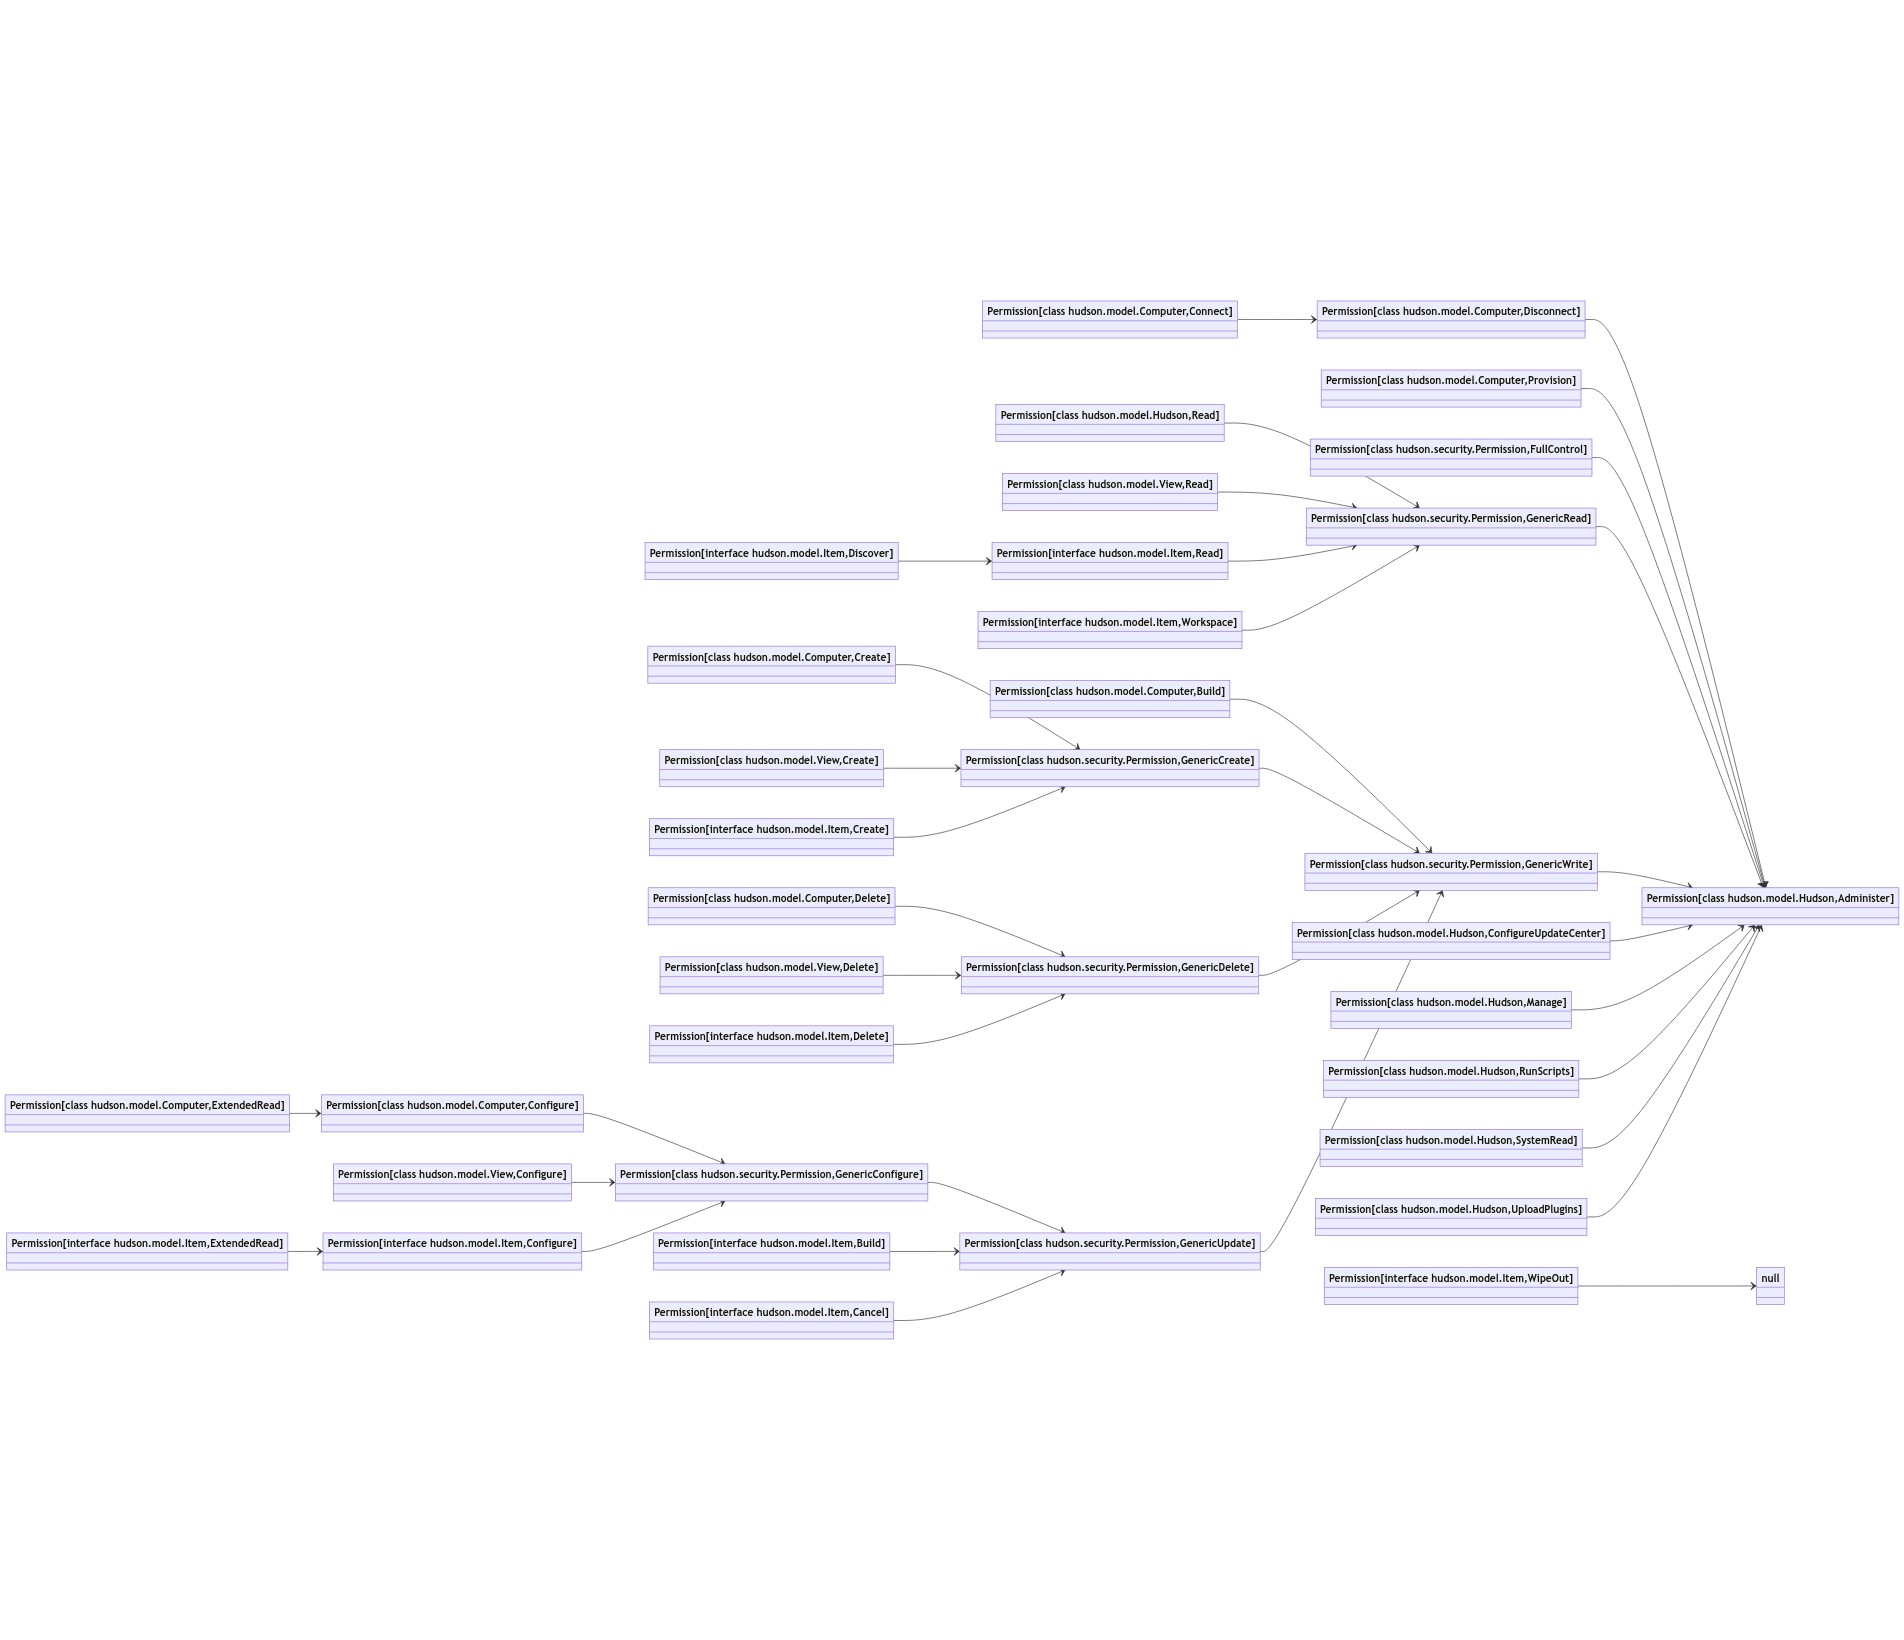 Permission[class hudson.model.Computer,Connect]
Permission[class hudson.model.Computer,Disconnect]
Permission[class hudson.model.Computer,Provision]
Permission[class hudson.model.Hudson,Read]
Permission[class hudson.security.Permission,FullControl]
Permission[class hudson.model.View,Read]
Permission[class hudson.security.Permission,GenericRead]
Permission[interface hudson.model.Item,Discover]
Permission[interface hudson.model.Item,Read]
Permission[interface hudson.model.Item,Workspace]
Permission[class hudson.model.Computer,Create]
Permission[class hudson.model.Computer,Build]
Permission[class hudson.model.View,Create]
Permission[class hudson.security.Permission,GenericCreate]
Permission[interface hudson.model.Item,Create]
Permission[class hudson.security.Permission,GenericWrite]
Permission[class hudson.model.Computer,Delete]
Permission[class hudson.model.Hudson,Administer]
Permission[class hudson.model.Hudson,ConfigureUpdateCenter]
Permission[class hudson.model.View,Delete]
Permission[class hudson.security.Permission,GenericDelete]
Permission[class hudson.model.Hudson,Manage]
Permission[interface hudson.model.Item,Delete]
Permission[class hudson.model.Hudson,RunScripts]
Permission[class hudson.model.Computer,ExtendedRead]
Permission[class hudson.model.Computer,Configure]
Permission[class hudson.model.Hudson,SystemRead]
Permission[class hudson.model.View,Configure]
Permission[class hudson.security.Permission,GenericConfigure]
Permission[class hudson.model.Hudson,UploadPlugins]
Permission[interface hudson.model.Item,ExtendedRead]
Permission[interface hudson.model.Item,Configure]
Permission[interface hudson.model.Item,Build]
Permission[class hudson.security.Permission,GenericUpdate]
Permission[interface hudson.model.Item,WipeOut]
null
Permission[interface hudson.model.Item,Cancel]